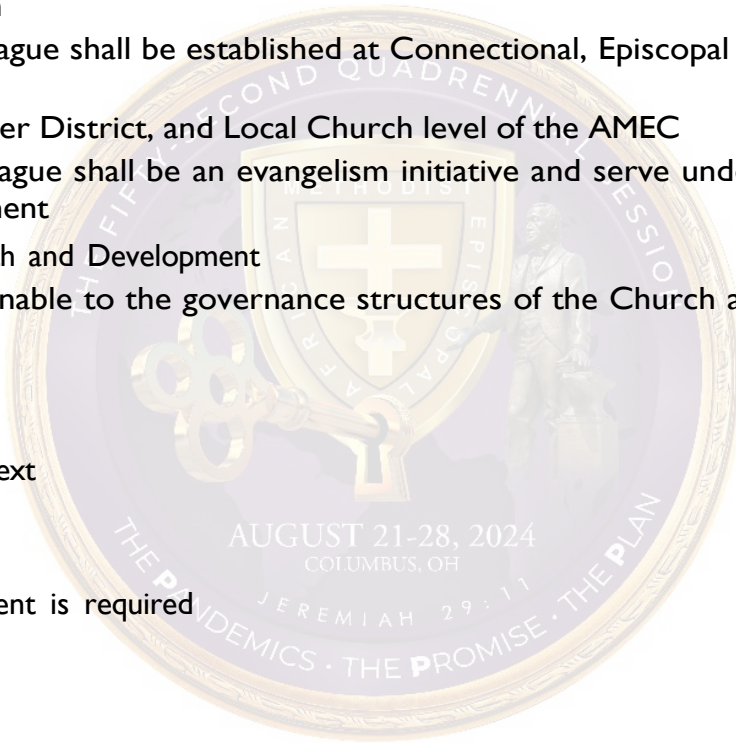 ague shall be established at Connectional, Episcopal
er District, and Local Church level of the AMEC
ague shall be an evangelism initiative and serve und
ent
h and Development
nable to the governance structures of the Church a
ext
ent is required
THE FIFTY-SECOND QUADRENNIAL SESSION
METHODIST
AFRICAN
EPISCOPAL
AUGUST 21-28, 2024
COLUMBUS, OH
JEREMIAH 29:11
THE PANDEMICS · THE PROMISE · THE PLAN